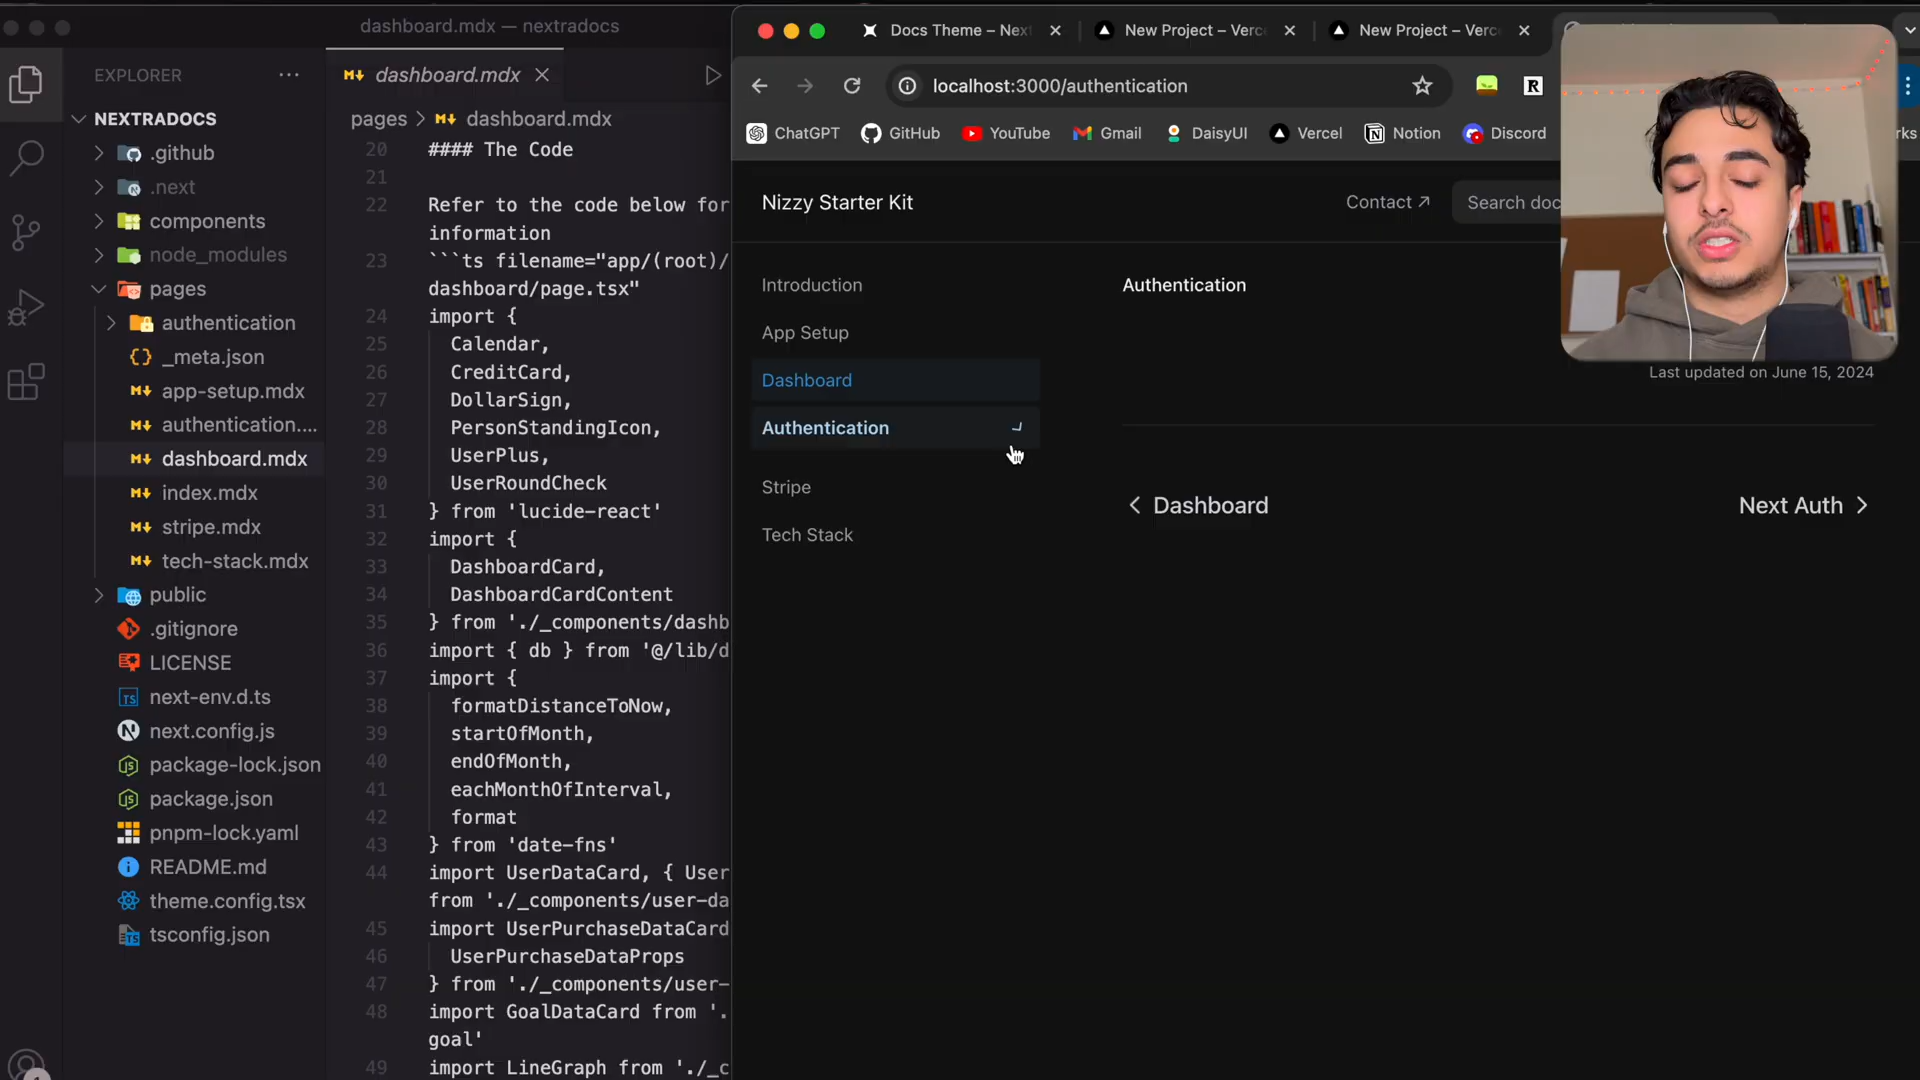 dashboard.mdx — nextradocs
EXPLORER
NEXTRADOCS
.github
.next
components
node_modules
pages
authentication
_meta.json
app-setup.mdx
authentication....
dashboard.mdx
index.mdx
stripe.mdx
tech-stack.mdx
public
.gitignore
LICENSE
next-env.d.ts
next.config.js
package-lock.json
package.json
pnpm-lock.yaml
README.md
theme.config.tsx
tsconfig.json
dashboard.mdx
pages > dashboard.mdx
20 #### The Code
21
22 Refer to the code below for
information
23 ```ts filename="app/(root)/
dashboard/page.tsx"
24 import {
25 Calendar,
26 CreditCard,
27 DollarSign,
28 PersonStandingIcon,
29 UserPlus,
30 UserRoundCheck
31 } from 'lucide-react'
32 import {
33 DashboardCard,
34 DashboardCardContent
35 } from './_components/dashb
36 import { db } from '@/lib/d
37 import {
38 formatDistanceToNow,
39 startOfMonth,
40 endOfMonth,
41 eachMonthOfInterval,
42 format
43 } from 'date-fns'
44 import UserDataCard, { User
from './_components/user-da
45 import UserPurchaseDataCard
46 UserPurchaseDataProps
47 } from './_components/user-
48 import GoalDataCard from '.
goal'
49 import LineGraph from './_c
Docs Theme – Nex
New Project – Verc
New Project – Verc
localhost:3000/authentication
ChatGPT
GitHub
YouTube
Gmail
DaisyUI
Vercel
Notion
Discord
rks
Nizzy Starter Kit
Contact ↗
Search doc
Introduction
App Setup
Dashboard
Authentication
Stripe
Tech Stack
Authentication
Last updated on June 15, 2024
< Dashboard
Next Auth >